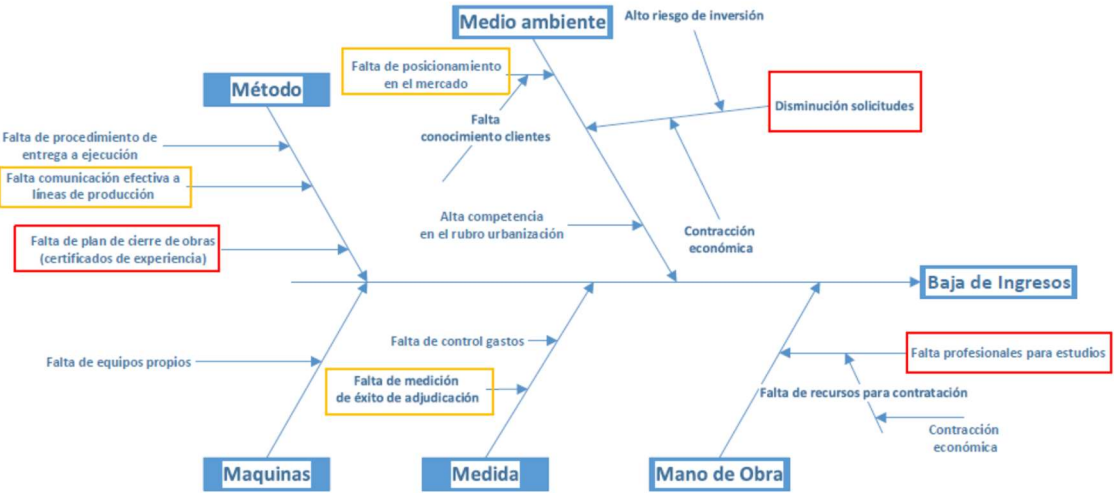 Medio ambiente
Alto riesgo de inversión
Falta de posicionamiento
en el mercado
Método
Disminución solicitudes
Falta
conocimiento clientes
Falta de procedimiento de
entrega a ejecución
Falta comunicación efectiva a
líneas de producción
Alta competencia
en el rubro urbanización
Contracción
económica
Falta de plan de cierre de obras
(certificados de experiencia)
Baja de Ingresos
Falta de equipos propios
Falta de control gastos
Falta profesionales para estudios
Falta de medición
de éxito de adjudicación
Falta de recursos para contratación
Contracción
económica
Maquinas
Medida
Mano de Obra